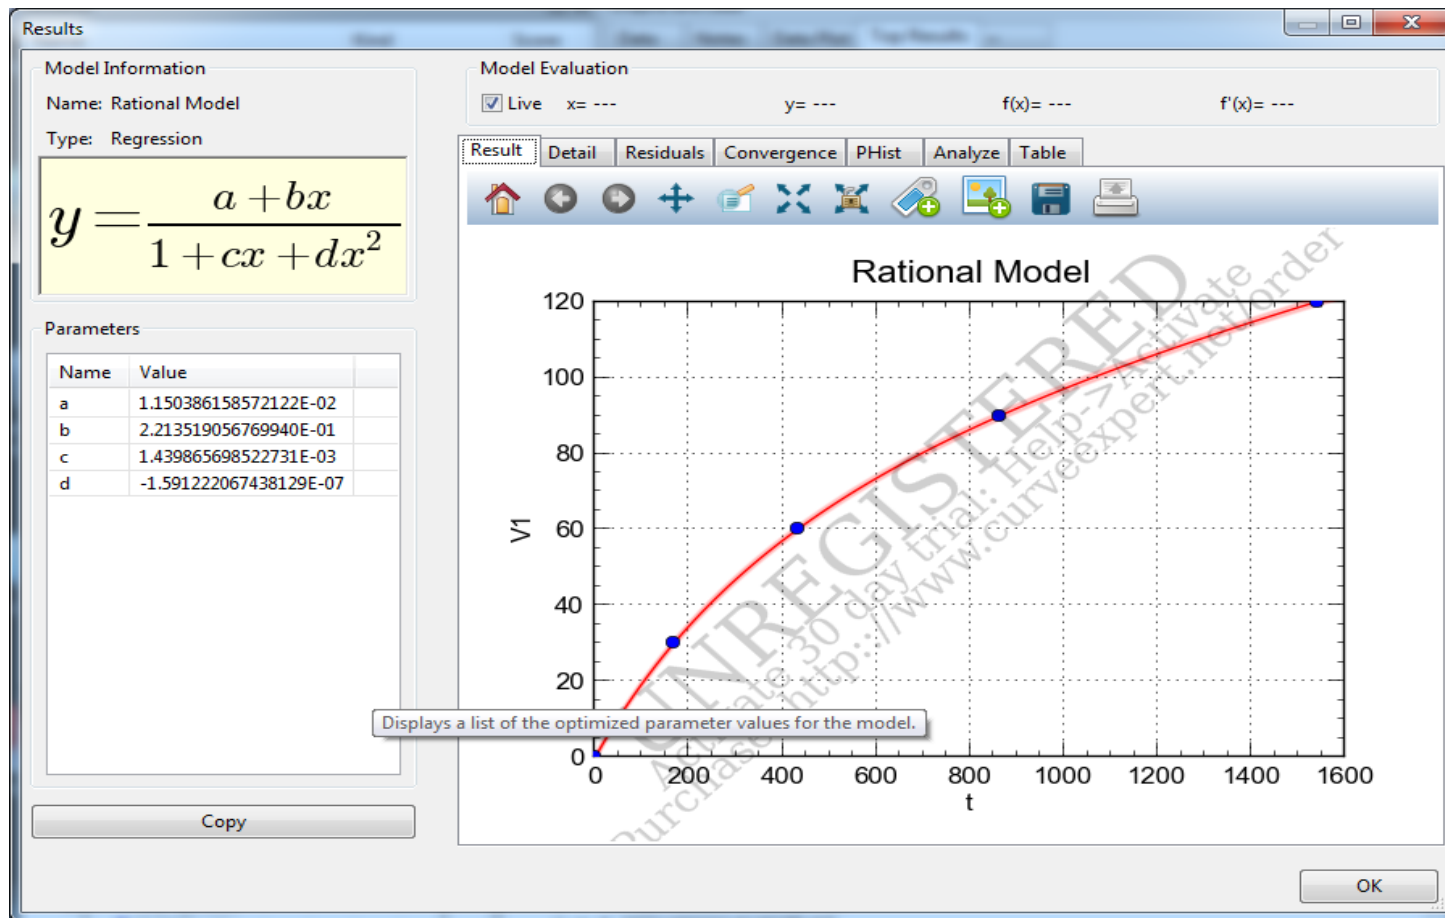 Results
Model Information
Name: Rational Model
Type: Regression
y = a + bx / 1 + cx + dx²
Parameters
Name Value
a 1.150386158572122E-02
b 2.213519056769940E-01
c 1.439865698522731E-03
d -1.591222067438129E-07
Copy
Model Evaluation
Live x= --- y= --- f(x)= --- f'(x)= ---
Result Detail Residuals Convergence PHist Analyze Table
Rational Model
120
100
80
60
40
20
0
V1
0 200 400 600 800 1000 1200 1400 1600
t
UNREGISTERED
Activate 30 day trial: Help->Activate
Purchase: http://www.curveexpert.net/order
Displays a list of the optimized parameter values for the model.
OK